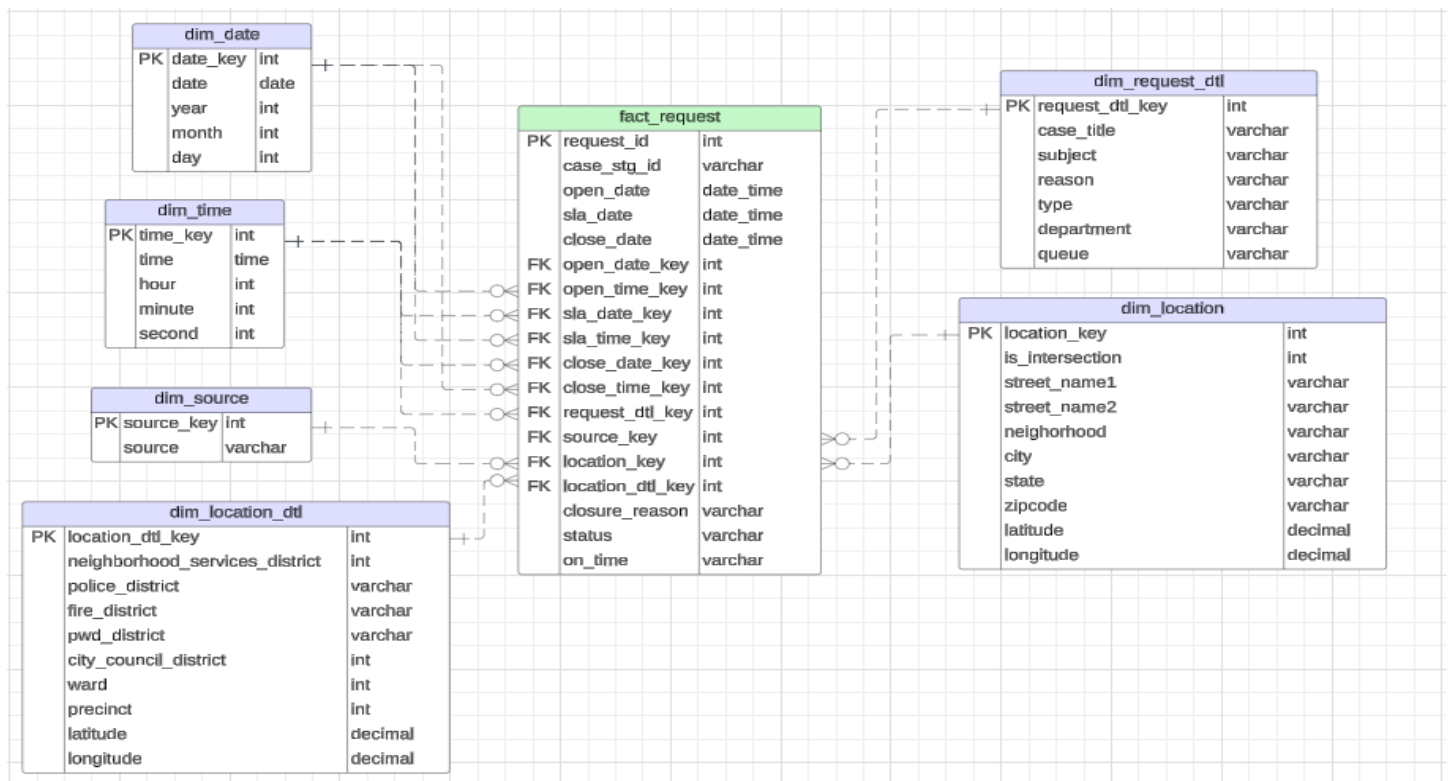 dim_date
PK date_key int
date date
year int
month int
day int
dim_time
PK time_key int
time time
hour int
minute int
second int
dim_source
PK source_key int
source varchar
dim_location_dtl
PK location_dtl_key int
neighborhood_services_district int
police_district varchar
fire_district varchar
pwd_district varchar
city_council_district int
ward int
precinct int
latitude decimal
longitude decimal
fact_request
PK request_id int
case_stg_id varchar
open_date date_time
sla_date date_time
close_date date_time
FK open_date_key int
FK open_time_key int
FK sla_date_key int
FK sla_time_key int
FK close_date_key int
FK close_time_key int
FK request_dtl_key int
FK source_key int
FK location_key int
FK location_dtl_key int
closure_reason varchar
status varchar
on_time varchar
dim_request_dtl
PK request_dtl_key int
case_title varchar
subject varchar
reason varchar
type varchar
department varchar
queue varchar
dim_location
PK location_key int
is_intersection int
street_name1 varchar
street_name2 varchar
neighorhood varchar
city varchar
state varchar
zipcode varchar
latitude decimal
longitude decimal